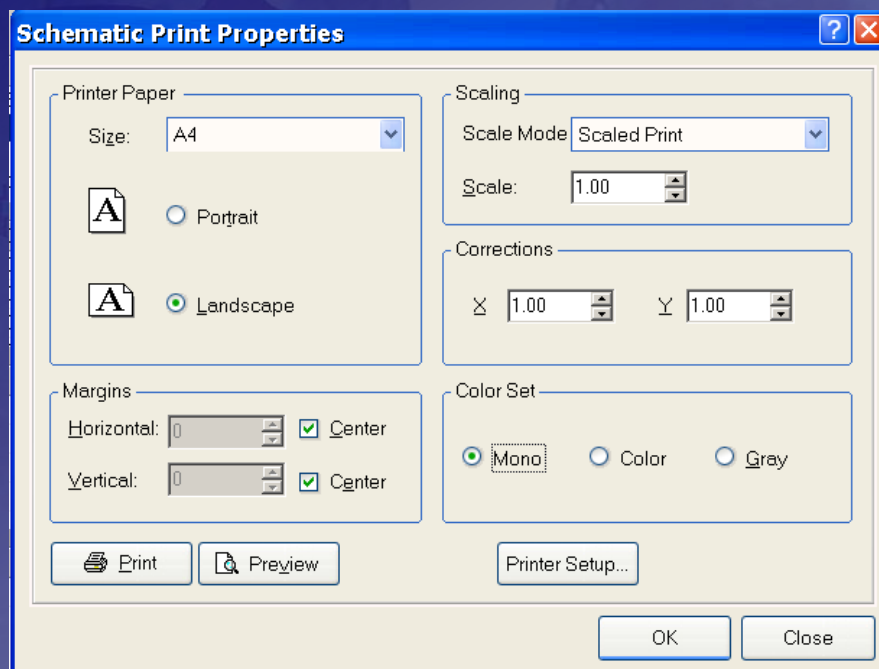 Schematic Print Properties
Printer Paper
Size: A4
A Portrait
A Landscape
Scaling
Scale Mode Scaled Print
Scale: 1.00
Corrections
X 1.00 Y 1.00
Margins
Horizontal: 0 Center
Vertical: 0 Center
Color Set
Mono Color Gray
Print Preview Printer Setup...
OK Close